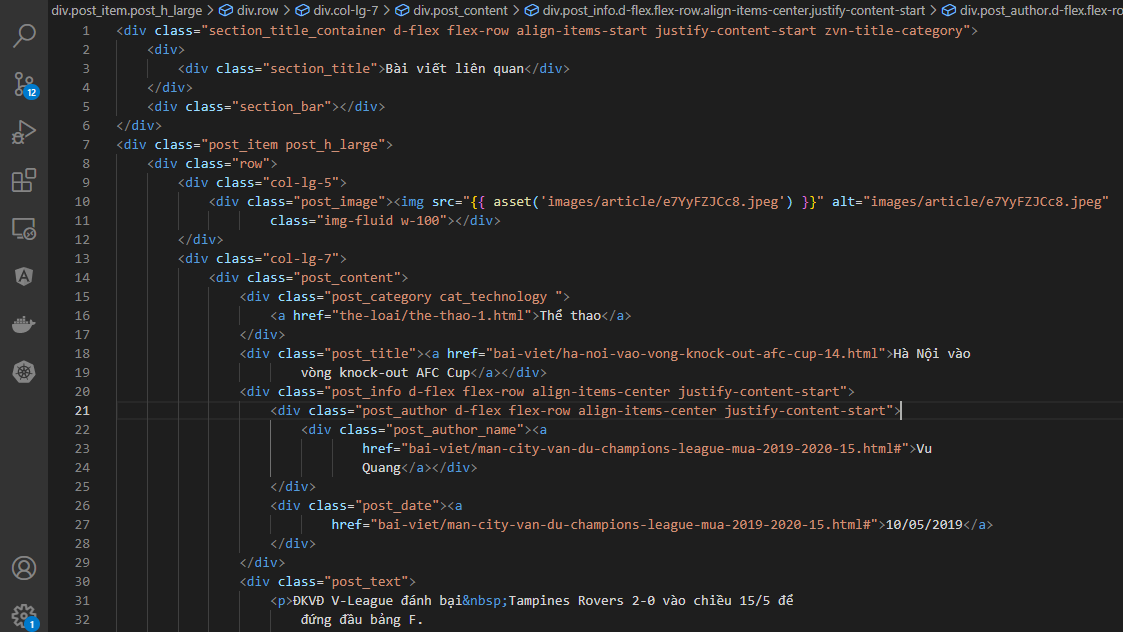 div.post_item.post_h_large > div.row > div.col-lg-7 > div.post_content > div.post_info.d-flex.flex-row.align-items-center.justify-content-start > div.post_author.d-flex.flex-ro
1 <div class="section_title_container d-flex flex-row align-items-start justify-content-start zvn-title-category">
2 <div>
3 <div class="section_title">Bài viết liên quan</div>
4 </div>
5 <div class="section_bar"></div>
6 </div>
7 <div class="post_item post_h_large">
8 <div class="row">
9 <div class="col-lg-5">
10 <div class="post_image"><img src="{{ asset('images/article/e7YyFZJCc8.jpeg') }}" alt="images/article/e7YyFZJCc8.jpeg"
11 class="img-fluid w-100"></div>
12 </div>
12 13 <div class="col-lg-7">
14 <div class="post_content">
15 <div class="post_category cat_technology ">
16 <a href="the-loai/the-thao-1.html">Thể thao</a>
17 </div>
18 <div class="post_title"><a href="bai-viet/ha-noi-vao-vong-knock-out-afc-cup-14.html">Hà Nội vào
19 vòng knock-out AFC Cup</a></div>
20 <div class="post_info d-flex flex-row align-items-center justify-content-start">
21 <div class="post_author d-flex flex-row align-items-center justify-content-start">
22 <div class="post_author_name"><a
23 href="bai-viet/man-city-van-du-champions-league-mua-2019-2020-15.html#">Vu
24 Quang</a></div>
25 </div>
26 <div class="post_date"><a
27 href="bai-viet/man-city-van-du-champions-league-mua-2019-2020-15.html#">10/05/2019</a>
28 </div>
29 </div>
30 <div class="post_text">
31 <p>ĐKVĐ V-League đánh bại&nbsp;Tampines Rovers 2-0 vào chiều 15/5 để
1 32 đứng đầu bảng F.